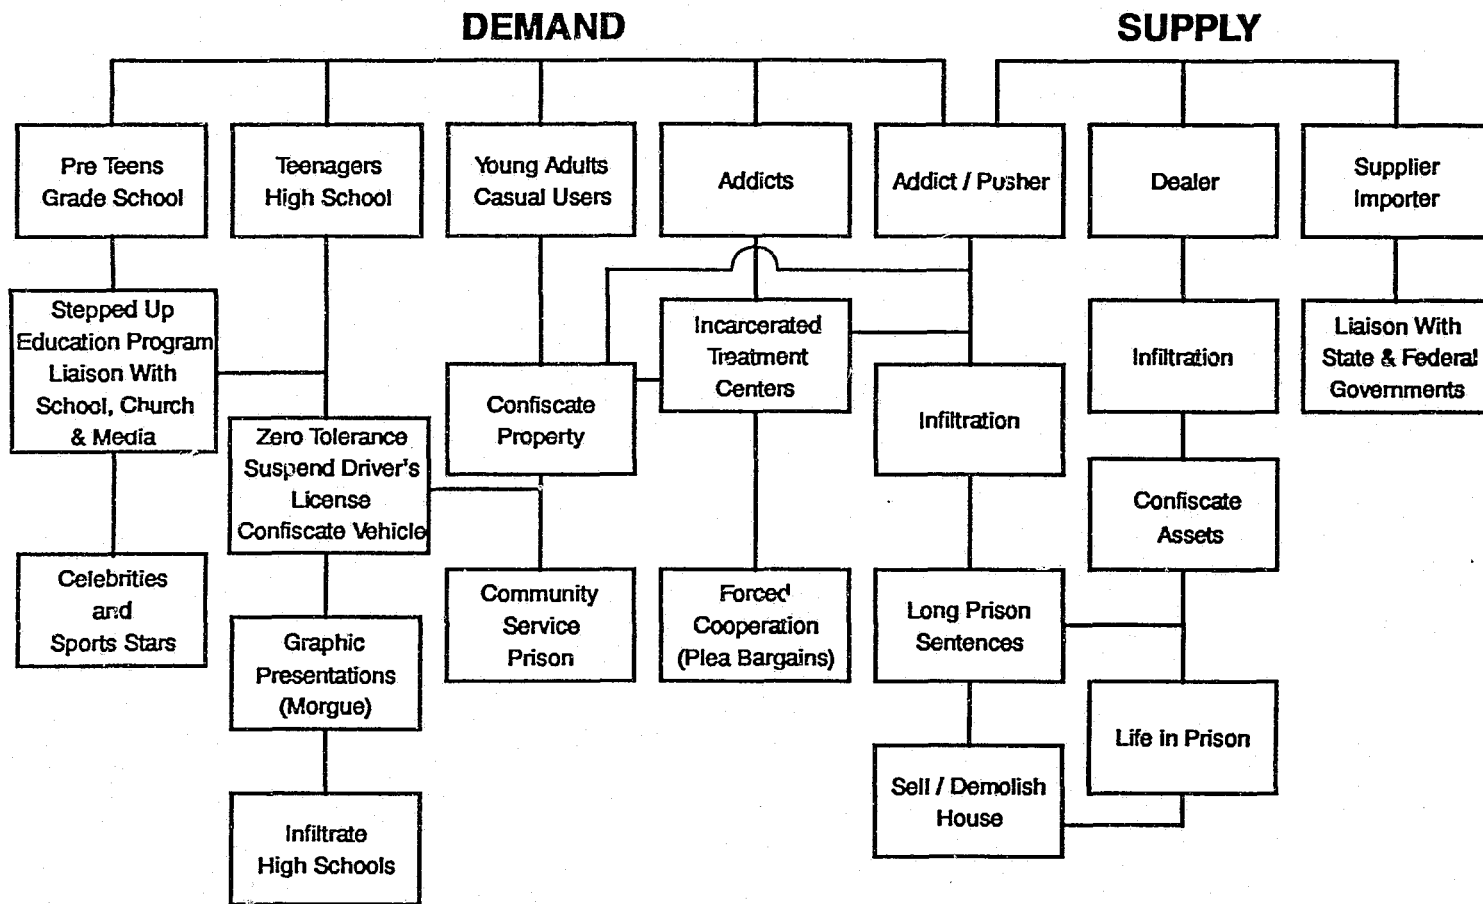 DEMAND
SUPPLY
Pre Teens
Grade School
Teenagers
High School
Young Adults
Casual Users
Addicts
Addict / Pusher
Dealer
Supplier
Importer
Stepped Up
Education Program
Liaison With
School, Church
& Media
Zero Tolerance
Suspend Driver's
License
Confiscate Vehicle
Confiscate
Property
Incarcerated
Treatment
Centers
Infiltration
Infiltration
Liaison With
State & Federal
Governments
Confiscate
Assets
Celebrities
and
Sports Stars
Graphic
Presentations
(Morgue)
Community
Service
Prison
Forced
Cooperation
(Plea Bargains)
Long Prison
Sentences
Life in Prison
Sell / Demolish
House
Infiltrate
High Schools